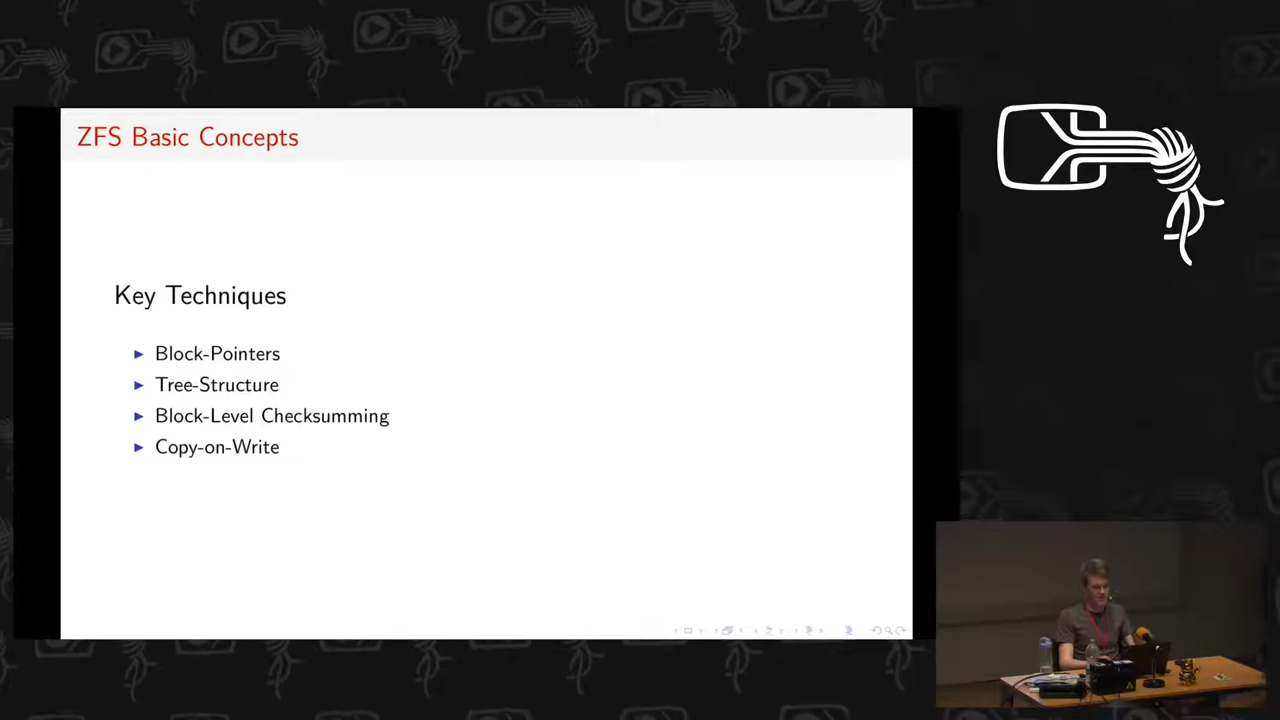 ZFS Basic Concepts
Key Techniques
Block-Pointers
Tree-Structure
Block-Level Checksumming
Copy-on-Write